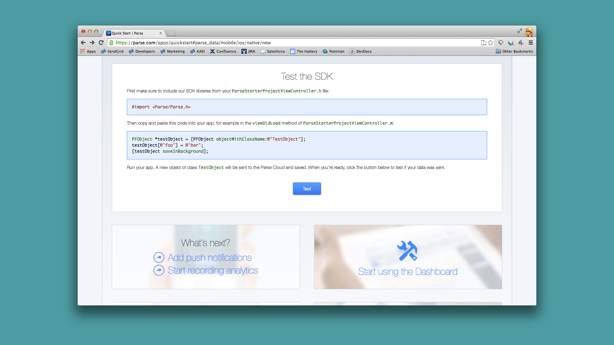 Quick Start | Parse
https://parse.com/apps/quickstart#parse_data/mobile/ios/native/new
Apps SendGrid Developers Marketing KASI Confluence JIRA Salesforce The Hattery Postman DevDocs Other Bookmarks
Test the SDK
First make sure to include our SDK libraries from your ParseStarterProjectViewController.h file:
#import <Parse/Parse.h>
Then copy and paste this code into your app, for example in the viewDidLoad method of ParseStarterProjectViewController.m:
PFObject *testObject = [PFObject objectWithClassName:@"TestObject"];
testObject[@"foo"] = @"bar";
[testObject saveInBackground];
Run your app. A new object of class TestObject will be sent to the Parse Cloud and saved. When you're ready, click the button below to test if your data was sent.
Test
What's next?
Add push notifications
Start recording analytics
Start using the Dashboard